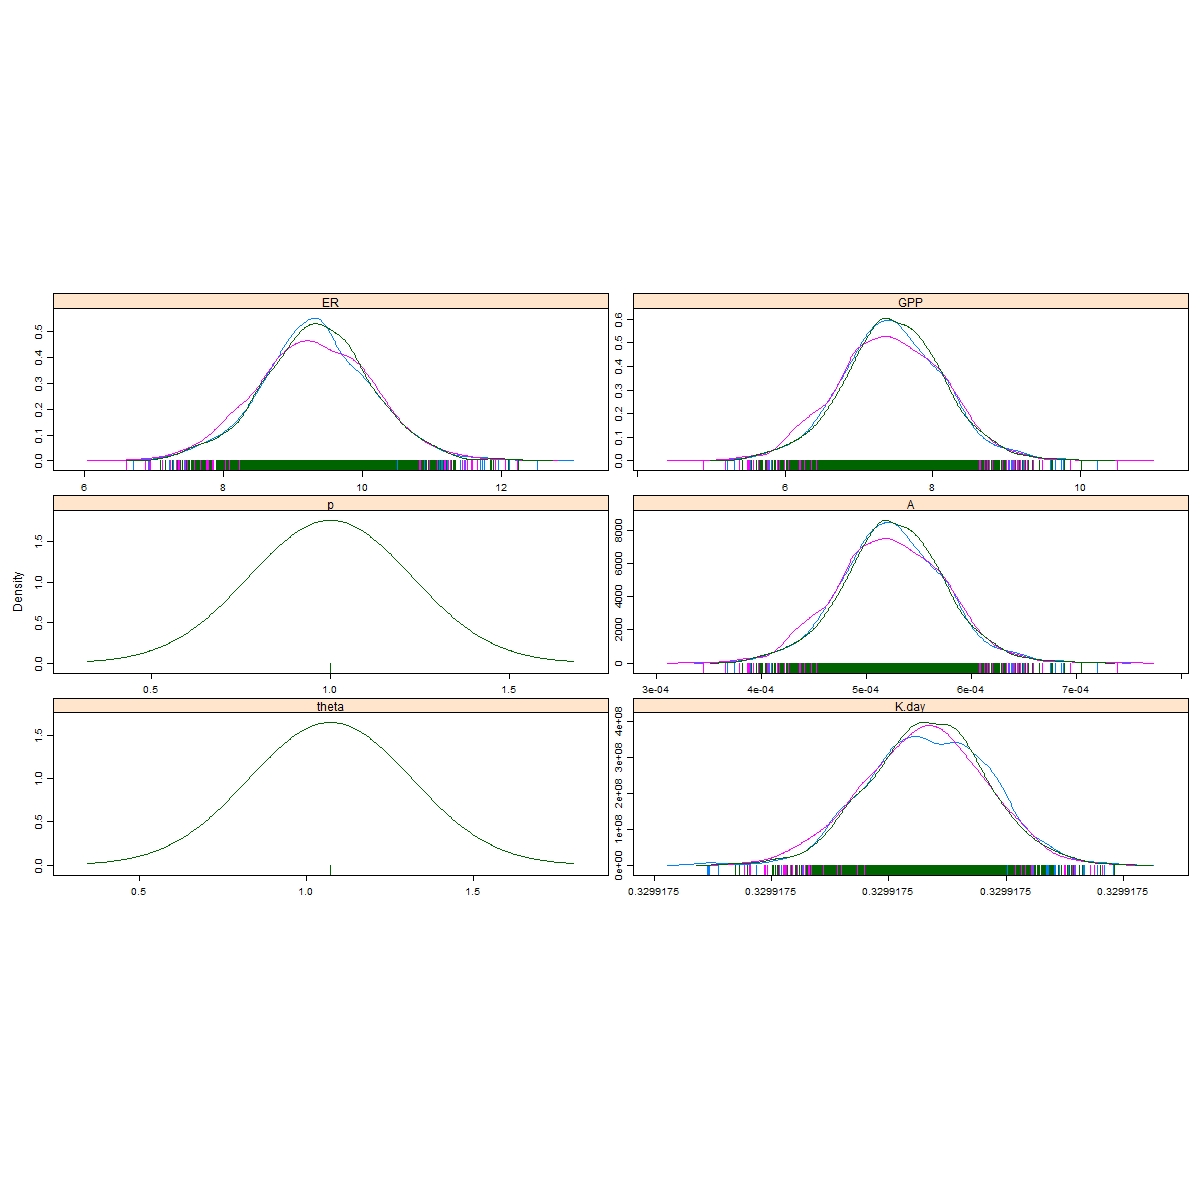 ER
0.0 0.1 0.2 0.3 0.4 0.5
6 8 10 12
GPP
0.0 0.1 0.2 0.3 0.4 0.5 0.6
6 8 10
p
0.0 0.5 1.0 1.5
0.5 1.0 1.5
A
0 2000 4000 6000 8000
3e-04 4e-04 5e-04 6e-04 7e-04
Density
theta
0.0 0.5 1.0 1.5
0.5 1.0 1.5
K.day
0e+00 1e+08 2e+08 3e+08 4e+08
0.3299175 0.3299175 0.3299175 0.3299175 0.3299175